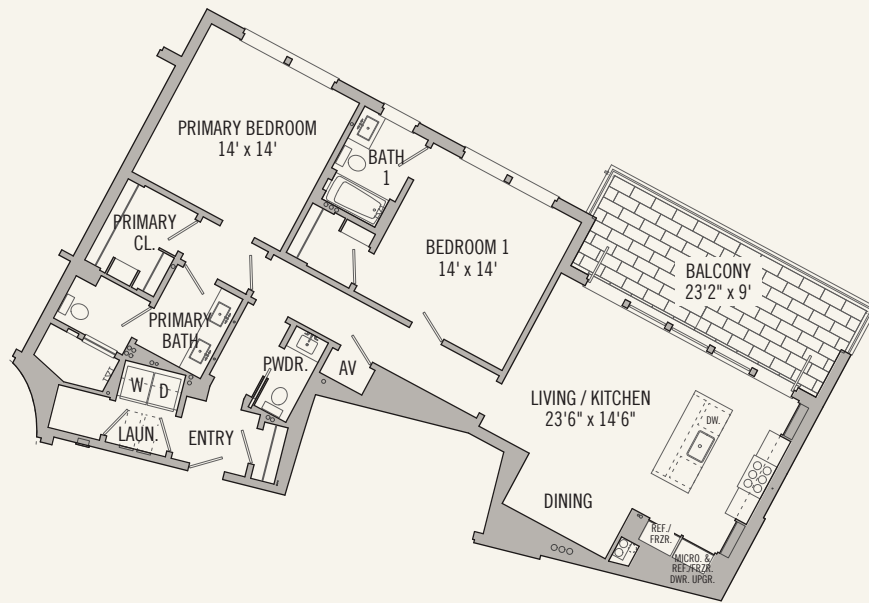 PRIMARY BEDROOM
14' x 14'
BATH
1
PRIMARY
CL.
BEDROOM 1
14' x 14'
BALCONY
23'2" x 9'
PRIMARY
BATH
PWDR.
AV
W D
LAUN.
ENTRY
LIVING / KITCHEN
23'6" x 14'6"
DW.
DINING
REF./
FRZR.
MICRO. &
REF./FRZR.
DWR. UPGR.